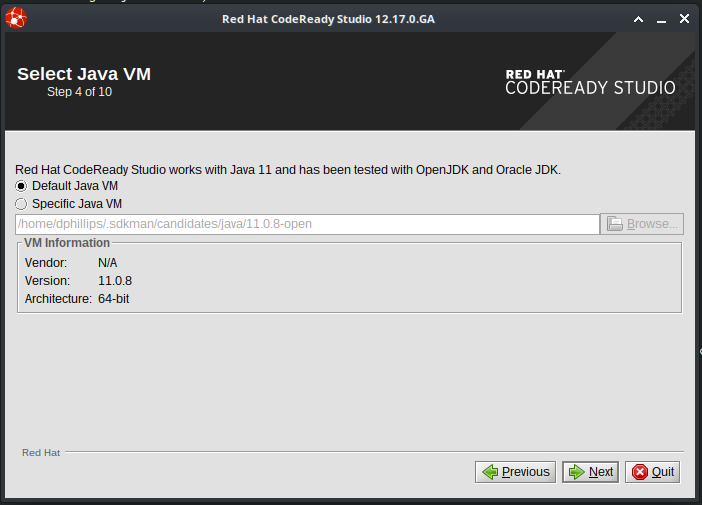 Red Hat CodeReady Studio 12.17.0.GA
Select Java VM
Step 4 of 10
RED HAT
CODEREADY STUDIO
Red Hat CodeReady Studio works with Java 11 and has been tested with OpenJDK and Oracle JDK.
Default Java VM
Specific Java VM
/home/dphillips/.sdkman/candidates/java/11.0.8-open
Browse...
VM Information
Vendor: N/A
Version: 11.0.8
Architecture: 64-bit
Red Hat
Previous Next Quit